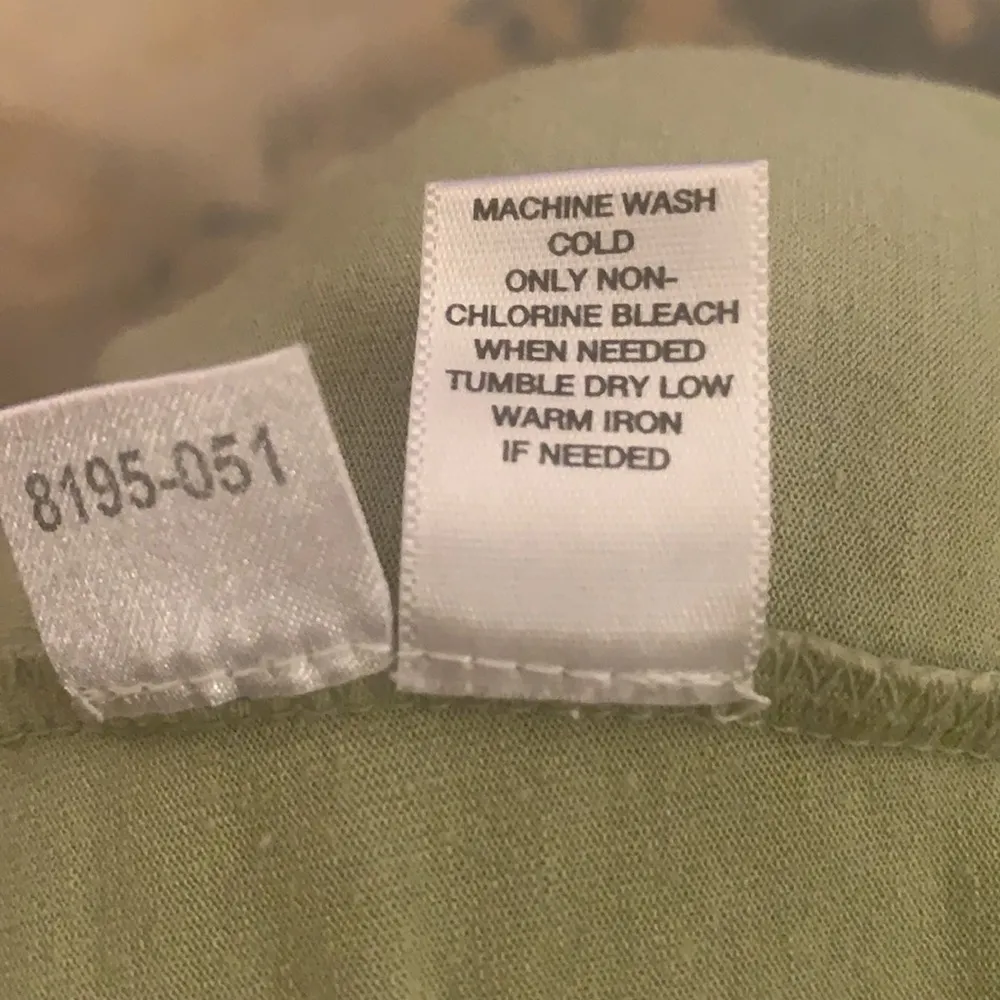 8195-051
MACHINE WASH
COLD
ONLY NON-
CHLORINE BLEACH
WHEN NEEDED
TUMBLE DRY LOW
WARM IRON
IF NEEDED